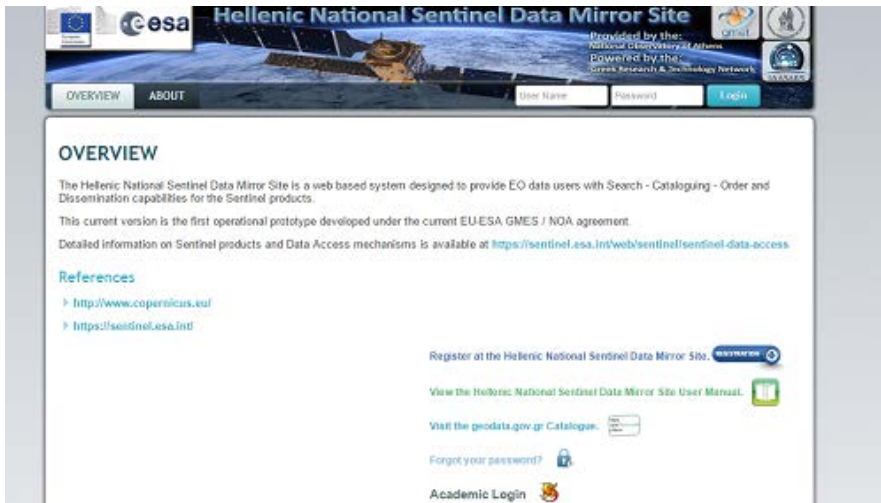 esa
Hellenic National Sentinel Data Mirror Site
Provided by the:
National Observatory of Athens
Powered by the:
Greek Research & Technology Network
gmes
OVERVIEW
ABOUT
User Name
Password
Login
OVERVIEW
The Hellenic National Sentinel Data Mirror Site is a web based system designed to provide EO data users with Search - Cataloguing - Order and
Dissemination capabilities for the Sentinel products.
This current version is the first operational prototype developed under the current EU-ESA GMES / NOA agreement
Detailed information on Sentinel products and Data Access mechanisms is available at https://sentinel.esa.int/web/sentinel/sentinel-data-access
References
http://www.copernicus.eu/
https://sentinel.esa.int/
Register at the Hellenic National Sentinel Data Mirror Site.
REGISTRATION
View the Hellenic National Sentinel Data Mirror Site User Manual.
Visit the geodata.gov.gr Catalogue.
Forgot your password?
Academic Login